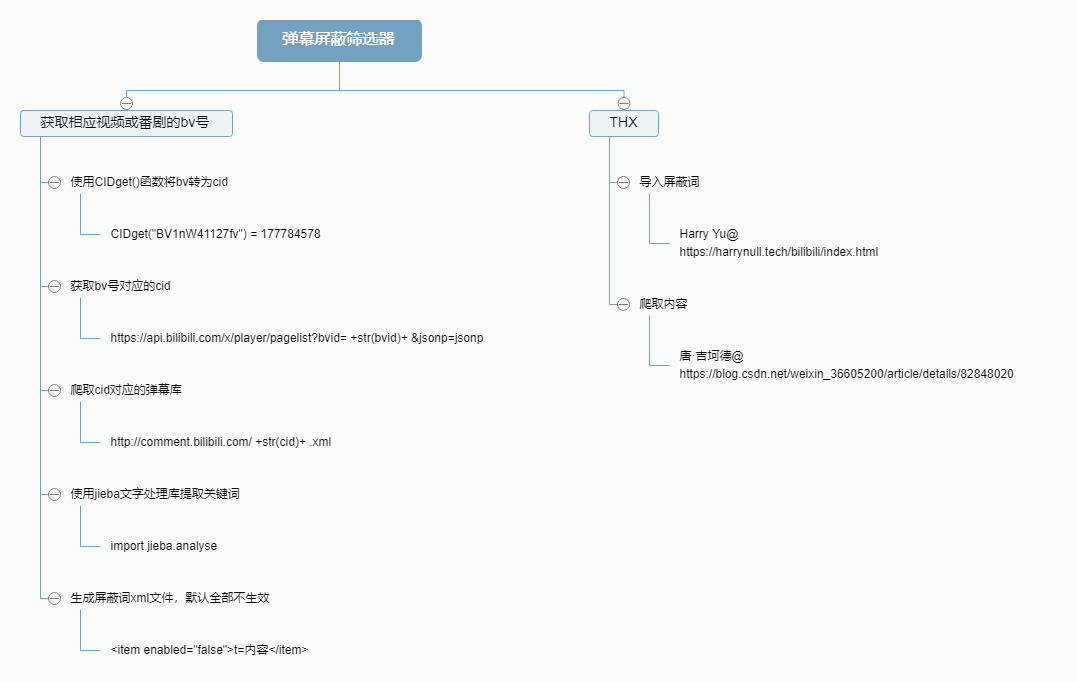 弹幕屏蔽筛选器
获取相应视频或番剧的bv号
使用CIDget()函数将bv转为cid
CIDget("BV1nW41127fv") = 177784578
获取bv号对应的cid
https://api.bilibili.com/x/player/pagelist?bvid= +str(bvid)+ &jsonp=jsonp
爬取cid对应的弹幕库
http://comment.bilibili.com/ +str(cid)+ .xml
使用jieba文字处理库提取关键词
import jieba.analyse
生成屏蔽词xml文件，默认全部不生效
<item enabled="false">t=内容</item>
THX
导入屏蔽词
Harry Yu@
https://harrynull.tech/bilibili/index.html
爬取内容
唐·吉坷德@
https://blog.csdn.net/weixin_36605200/article/details/82848020